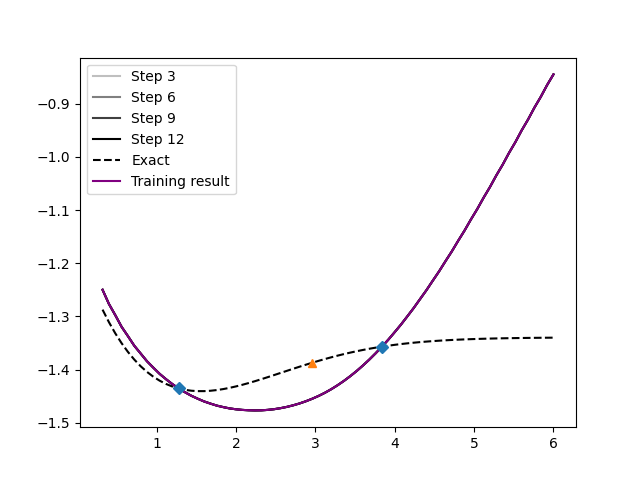 Step 3
Step 6
Step 9
Step 12
Exact
Training result
−0.9
−1.0
−1.1
−1.2
−1.3
−1.4
−1.5
1 2 3 4 5 6